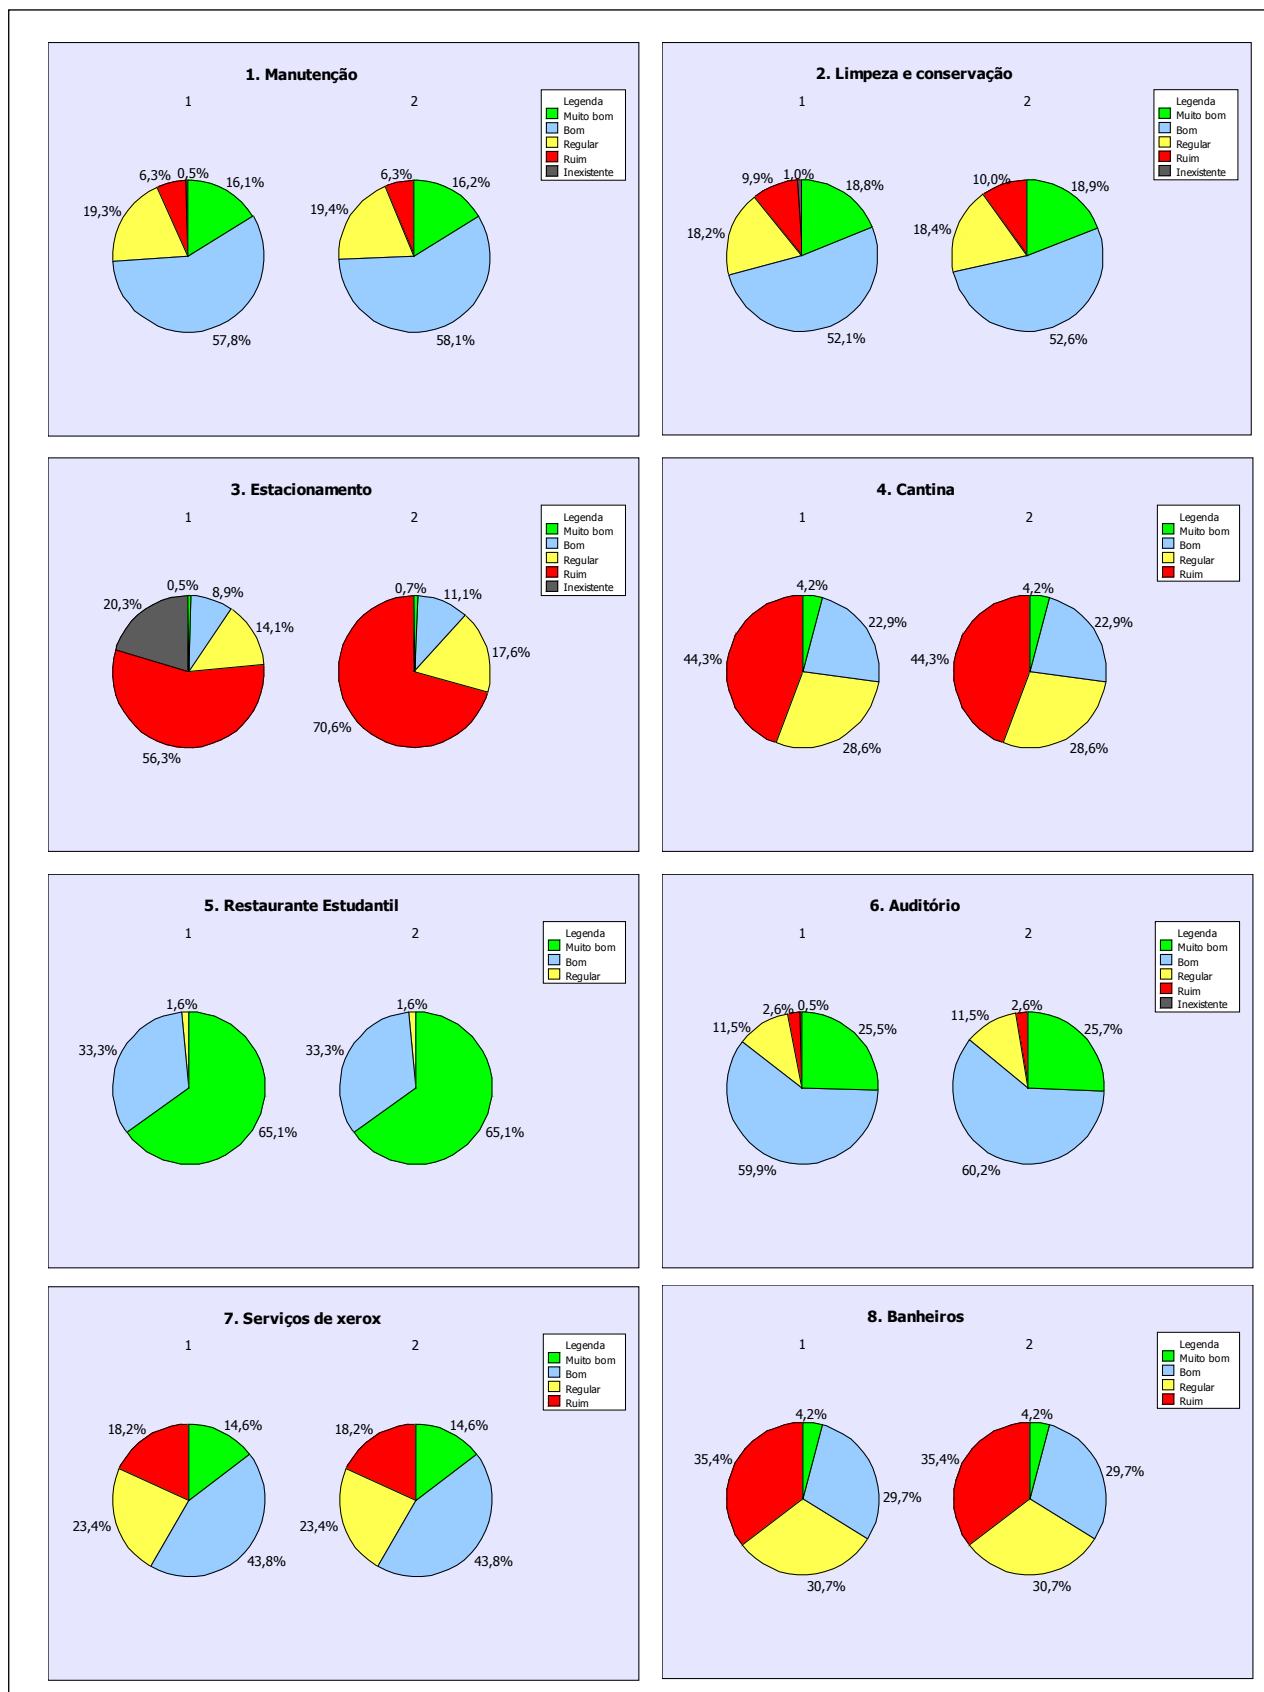 1. Manutenção
1
2
Legenda
Muito bom
Bom
Regular
Ruim
Inexistente
6,3%
0,5%
16,1%
19,3%
57,8%
6,3%
16,2%
19,4%
58,1%
2. Limpeza e conservação
1
2
Legenda
Muito bom
Bom
Regular
Ruim
Inexistente
9,9%
1,0%
18,8%
18,2%
52,1%
10,0%
18,9%
18,4%
52,6%
3. Estacionamento
1
2
Legenda
Muito bom
Bom
Regular
Ruim
Inexistente
0,5%
8,9%
20,3%
14,1%
56,3%
0,7%
11,1%
17,6%
70,6%
4. Cantina
1
2
Legenda
Muito bom
Bom
Regular
Ruim
4,2%
22,9%
44,3%
28,6%
4,2%
22,9%
44,3%
28,6%
5. Restaurante Estudantil
1
2
Legenda
Muito bom
Bom
Regular
1,6%
33,3%
65,1%
1,6%
33,3%
65,1%
6. Auditório
1
2
Legenda
Muito bom
Bom
Regular
Ruim
Inexistente
2,6%
0,5%
11,5%
25,5%
59,9%
2,6%
11,5%
25,7%
60,2%
7. Serviços de xerox
1
2
Legenda
Muito bom
Bom
Regular
Ruim
18,2%
14,6%
23,4%
43,8%
18,2%
14,6%
23,4%
43,8%
8. Banheiros
1
2
Legenda
Muito bom
Bom
Regular
Ruim
4,2%
35,4%
29,7%
30,7%
4,2%
35,4%
29,7%
30,7%